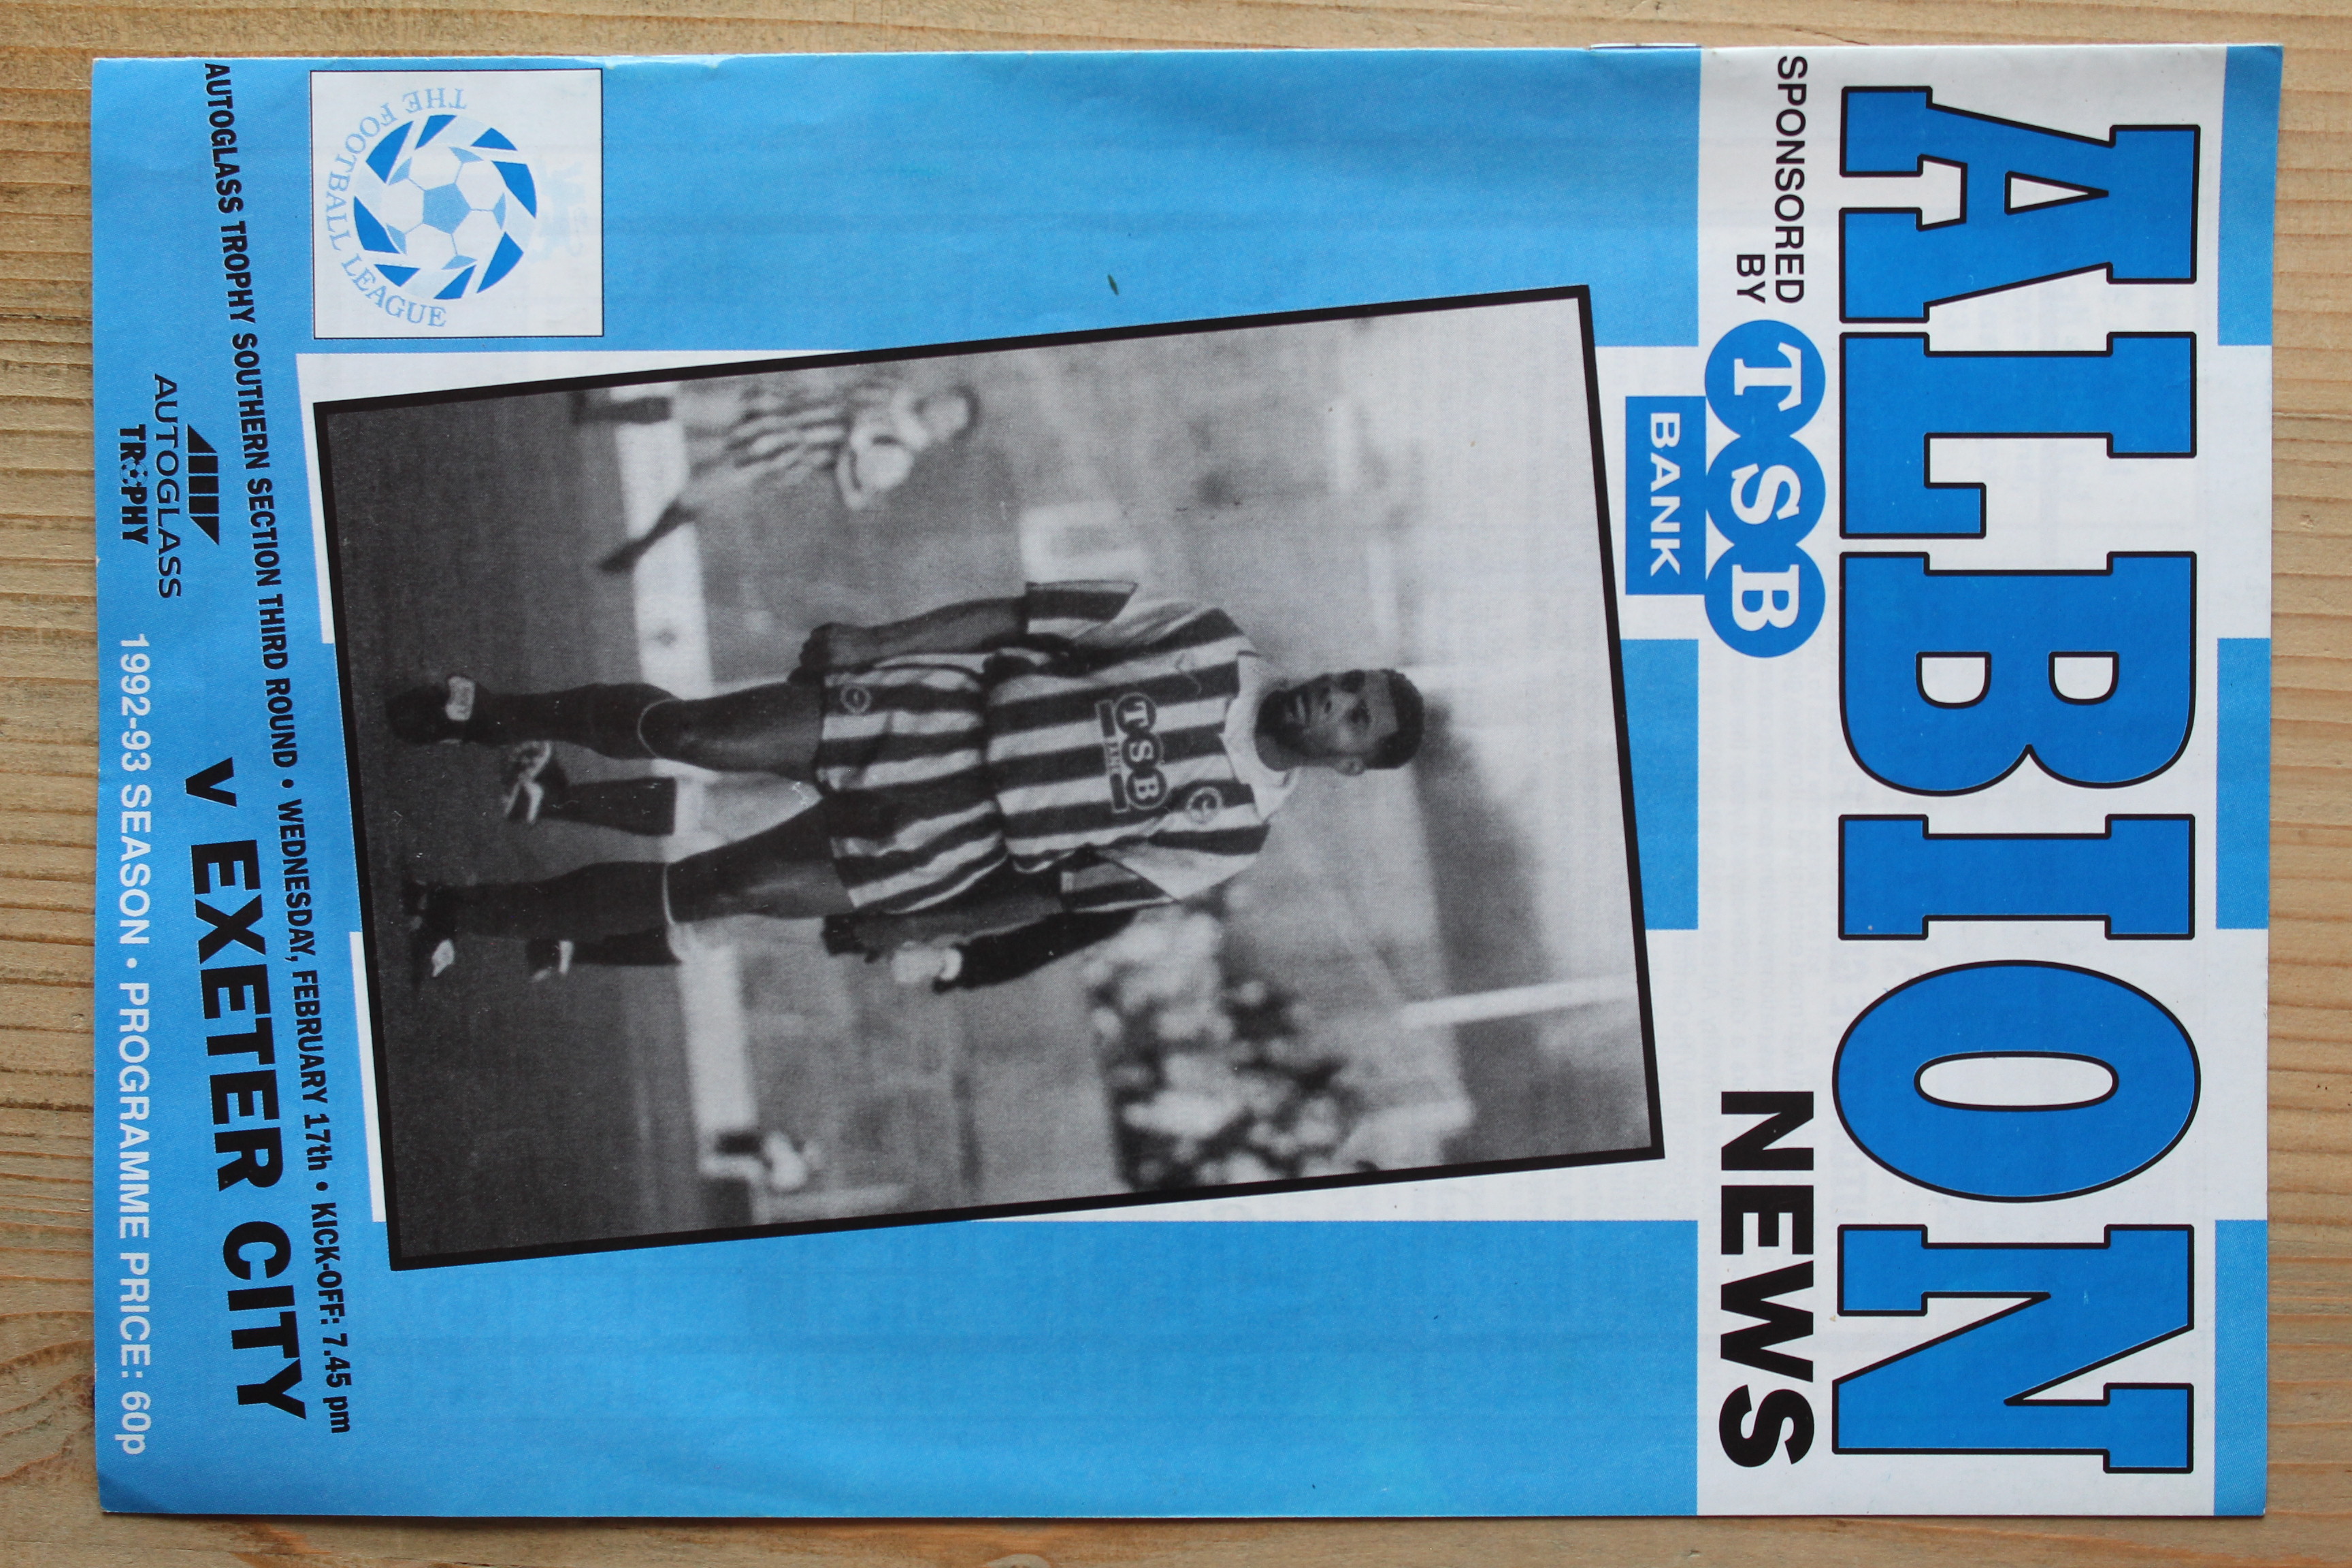 ALBION
SPONSORED
BY
TSB
BANK
NEWS
TSB
BANK
THE FOOTBALL LEAGUE
AUTOGLASS TROPHY SOUTHERN SECTION THIRD ROUND • WEDNESDAY, FEBRUARY 17th • KICK-OFF: 7.45 pm
v EXETER CITY
AUTOGLASS
TROPHY
1992-93 SEASON • PROGRAMME PRICE: 60p